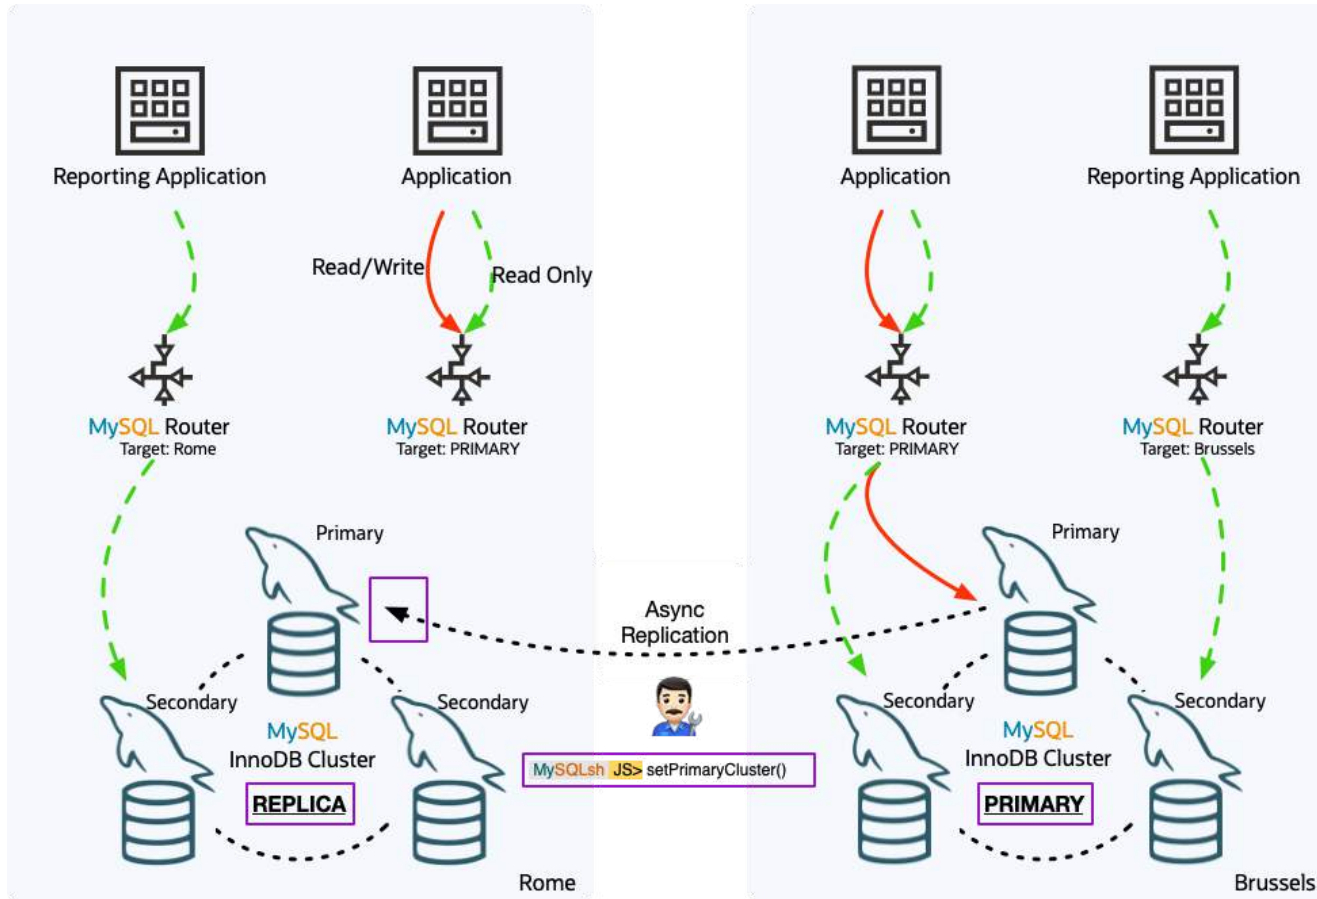 Reporting Application
Application
Application
Reporting Application
Read/Write
Read Only
MySQL Router
Target: Rome
MySQL Router
Target: PRIMARY
MySQL Router
Target: PRIMARY
MySQL Router
Target: Brussels
Primary
Primary
Async
Replication
Secondary
Secondary
Secondary
Secondary
MySQL
InnoDB Cluster
REPLICA
MySQLsh JS> setPrimaryCluster()
MySQL
InnoDB Cluster
PRIMARY
Rome
Brussels